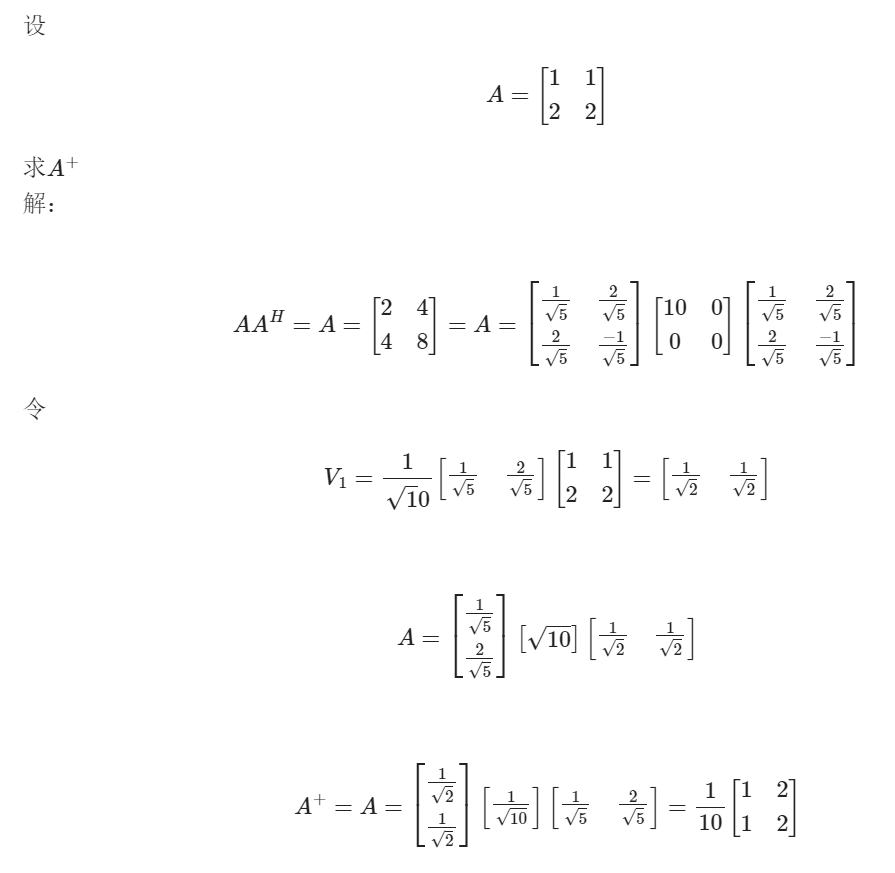 设
A = \begin{bmatrix} 1 & 1 \\ 2 & 2 \end{bmatrix}
求A^+
解：
AA^H = A = \begin{bmatrix} 2 & 4 \\ 4 & 8 \end{bmatrix} = A = \begin{bmatrix} \frac{1}{\sqrt{5}} & \frac{2}{\sqrt{5}} \\ \frac{2}{\sqrt{5}} & \frac{-1}{\sqrt{5}} \end{bmatrix} \begin{bmatrix} 10 & 0 \\ 0 & 0 \end{bmatrix} \begin{bmatrix} \frac{1}{\sqrt{5}} & \frac{2}{\sqrt{5}} \\ \frac{2}{\sqrt{5}} & \frac{-1}{\sqrt{5}} \end{bmatrix}
令
V_1 = \frac{1}{\sqrt{1}0} \begin{bmatrix} \frac{1}{\sqrt{5}} & \frac{2}{\sqrt{5}} \end{bmatrix} \begin{bmatrix} 1 & 1 \\ 2 & 2 \end{bmatrix} = \begin{bmatrix} \frac{1}{\sqrt{2}} & \frac{1}{\sqrt{2}} \end{bmatrix}
A = \begin{bmatrix} \frac{1}{\sqrt{5}} \\ \frac{2}{\sqrt{5}} \end{bmatrix} [\sqrt{10}] \begin{bmatrix} \frac{1}{\sqrt{2}} & \frac{1}{\sqrt{2}} \end{bmatrix}
A^+ = A = \begin{bmatrix} \frac{1}{\sqrt{2}} \\ \frac{1}{\sqrt{2}} \end{bmatrix} \begin{bmatrix} \frac{1}{\sqrt{10}} \end{bmatrix} \begin{bmatrix} \frac{1}{\sqrt{5}} & \frac{2}{\sqrt{5}} \end{bmatrix} = \frac{1}{10} \begin{bmatrix} 1 & 2 \\ 1 & 2 \end{bmatrix}